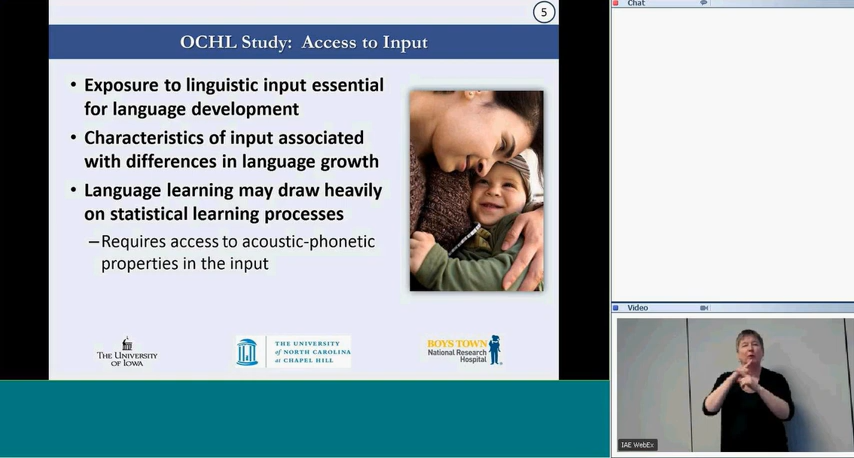 5
OCHL Study: Access to Input
• Exposure to linguistic input essential
for language development
• Characteristics of input associated
with differences in language growth
• Language learning may draw heavily
on statistical learning processes
–Requires access to acoustic-phonetic
properties in the input
THE UNIVERSITY
OF IOWA
THE UNIVERSITY
of NORTH CAROLINA
at CHAPEL HILL
BOYS TOWN
National Research
Hospital
Chat
Video
IAE WebEx